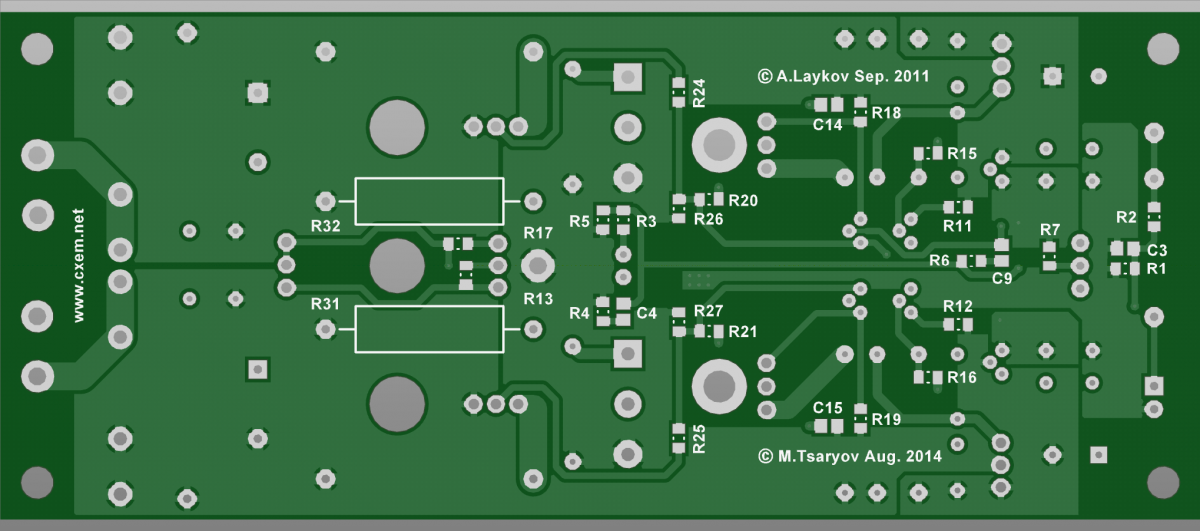 © A.Laykov Sep. 2011
R24
C14
R18
R15
R32
R5
R3
R20
R26
R11
R2
R17
R7
www.cxem.net
R6
C9
C3
R1
R31
R13
R4
C4
R27
R21
R12
R16
C15
R19
R25
© M.Tsaryov Aug. 2014